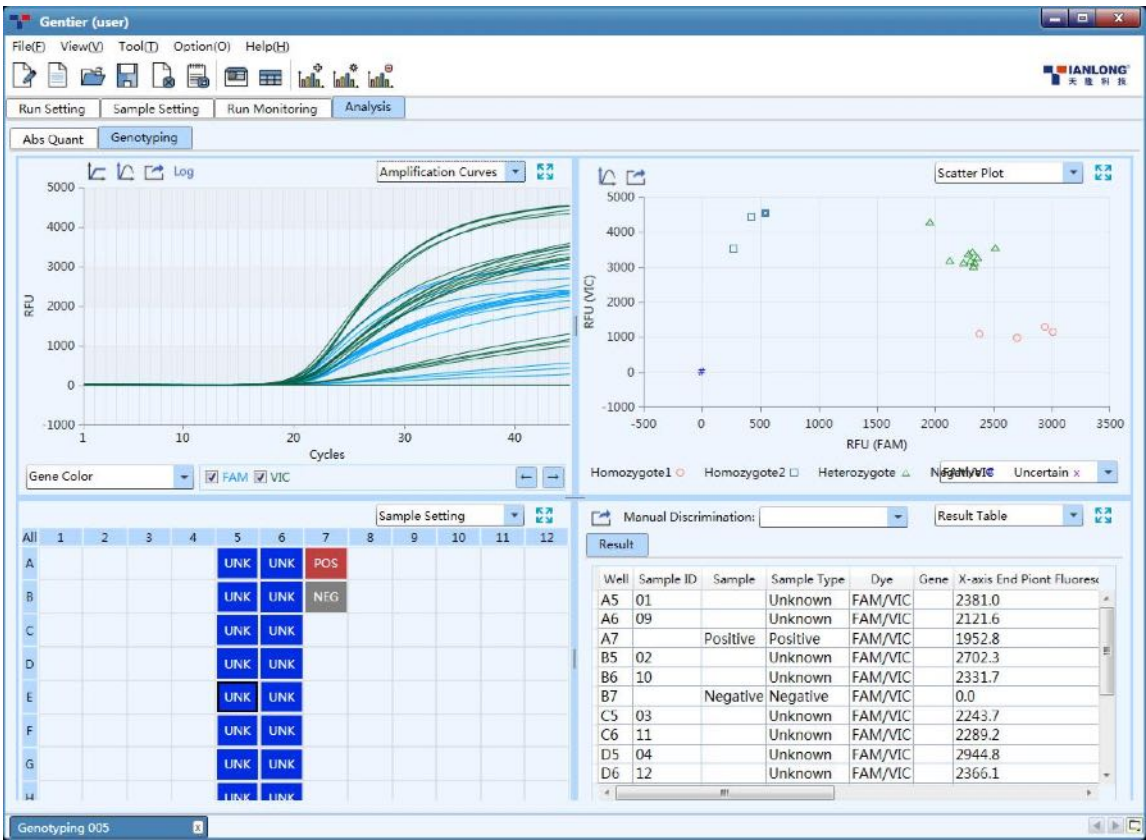 Gentier (user)
File(F) View(V) Tool(T) Option(O) Help(H)
TIANLONG
天隆科技
Run Setting Sample Setting Run Monitoring Analysis
Abs Quant Genotyping
Log Amplification Curves
5000
4000
3000
2000
1000
0
-1000
RFU
1 10 20 30 40
Cycles
Gene Color FAM VIC
Scatter Plot
5000
4000
3000
2000
1000
0
-1000
RFU (VIC)
#
-500 0 500 1000 1500 2000 2500 3000 3500
RFU (FAM)
Homozygote1 Homozygote2 Heterozygote Negative# FAM/VIC Uncertain x
Sample Setting
All 1 2 3 4 5 6 7 8 9 10 11 12
A UNK UNK POS
B UNK UNK NEG
C UNK UNK
D UNK UNK
E UNK UNK
F UNK UNK
G UNK UNK
H UNK UNK
Manual Discrimination: Result Table
Result
Well Sample ID Sample Sample Type Dye Gene X-axis End Piont Fluoresc
A5 01 Unknown FAM/VIC 2381.0
A6 09 Unknown FAM/VIC 2121.6
A7 Positive Positive FAM/VIC 1952.8
B5 02 Unknown FAM/VIC 2702.3
B6 10 Unknown FAM/VIC 2331.7
B7 Negative Negative FAM/VIC 0.0
C5 03 Unknown FAM/VIC 2243.7
C6 11 Unknown FAM/VIC 2289.2
D5 04 Unknown FAM/VIC 2944.8
D6 12 Unknown FAM/VIC 2366.1
Genotyping 005